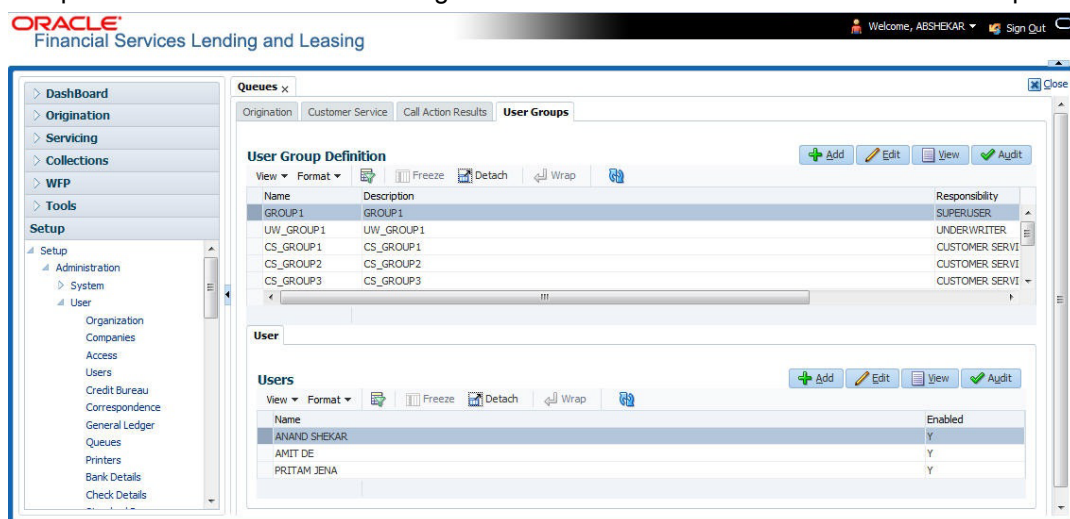 ORACLE
Financial Services Lending and Leasing
Welcome, ABSHEKAR
Sign Out
Close
DashBoard
Origination
Servicing
Collections
WFP
Tools
Setup
Setup
Administration
System
User
Organization
Companies
Access
Users
Credit Bureau
Correspondence
General Ledger
Queues
Printers
Bank Details
Check Details
Queues
Origination Customer Service Call Action Results User Groups
User Group Definition
Add Edit View Audit
View Format Freeze Detach Wrap
Name Description Responsibility
GROUP1 GROUP1 SUPERUSER
UW_GROUP1 UW_GROUP1 UNDERWRITER
CS_GROUP1 CS_GROUP1 CUSTOMER SERVI
CS_GROUP2 CS_GROUP2 CUSTOMER SERVI
CS_GROUP3 CS_GROUP3 CUSTOMER SERVI
User
Users
Add Edit View Audit
View Format Freeze Detach Wrap
Name Enabled
ANAND SHEKAR Y
AMIT DE Y
PRITAM JENA Y